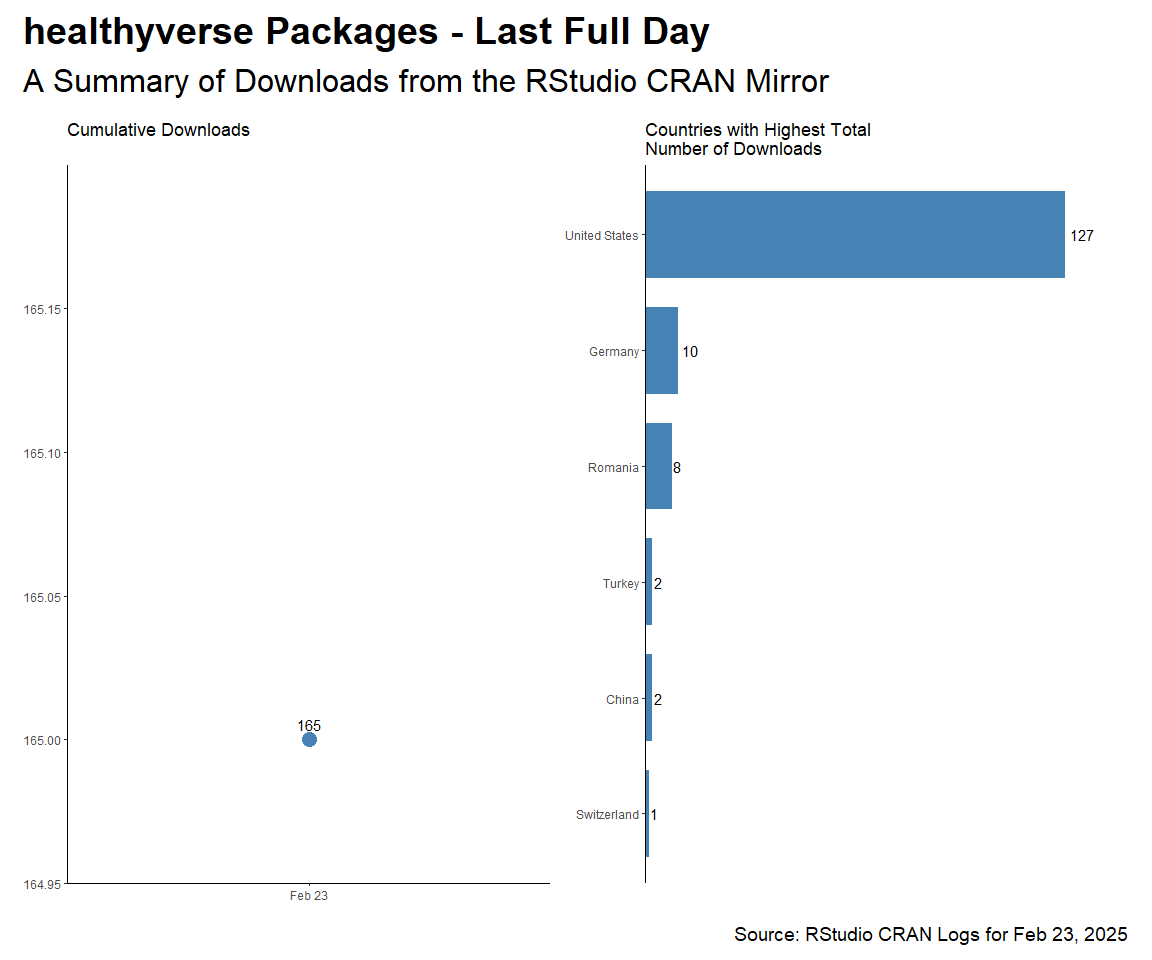 healthyverse Packages - Last Full Day
A Summary of Downloads from the RStudio CRAN Mirror
Cumulative Downloads
165.15
165.10
165.05
165.00
164.95
165
Feb 23
Countries with Highest Total
Number of Downloads
United States 127
Germany 10
Romania 8
Turkey 2
China 2
Switzerland 1
Source: RStudio CRAN Logs for Feb 23, 2025